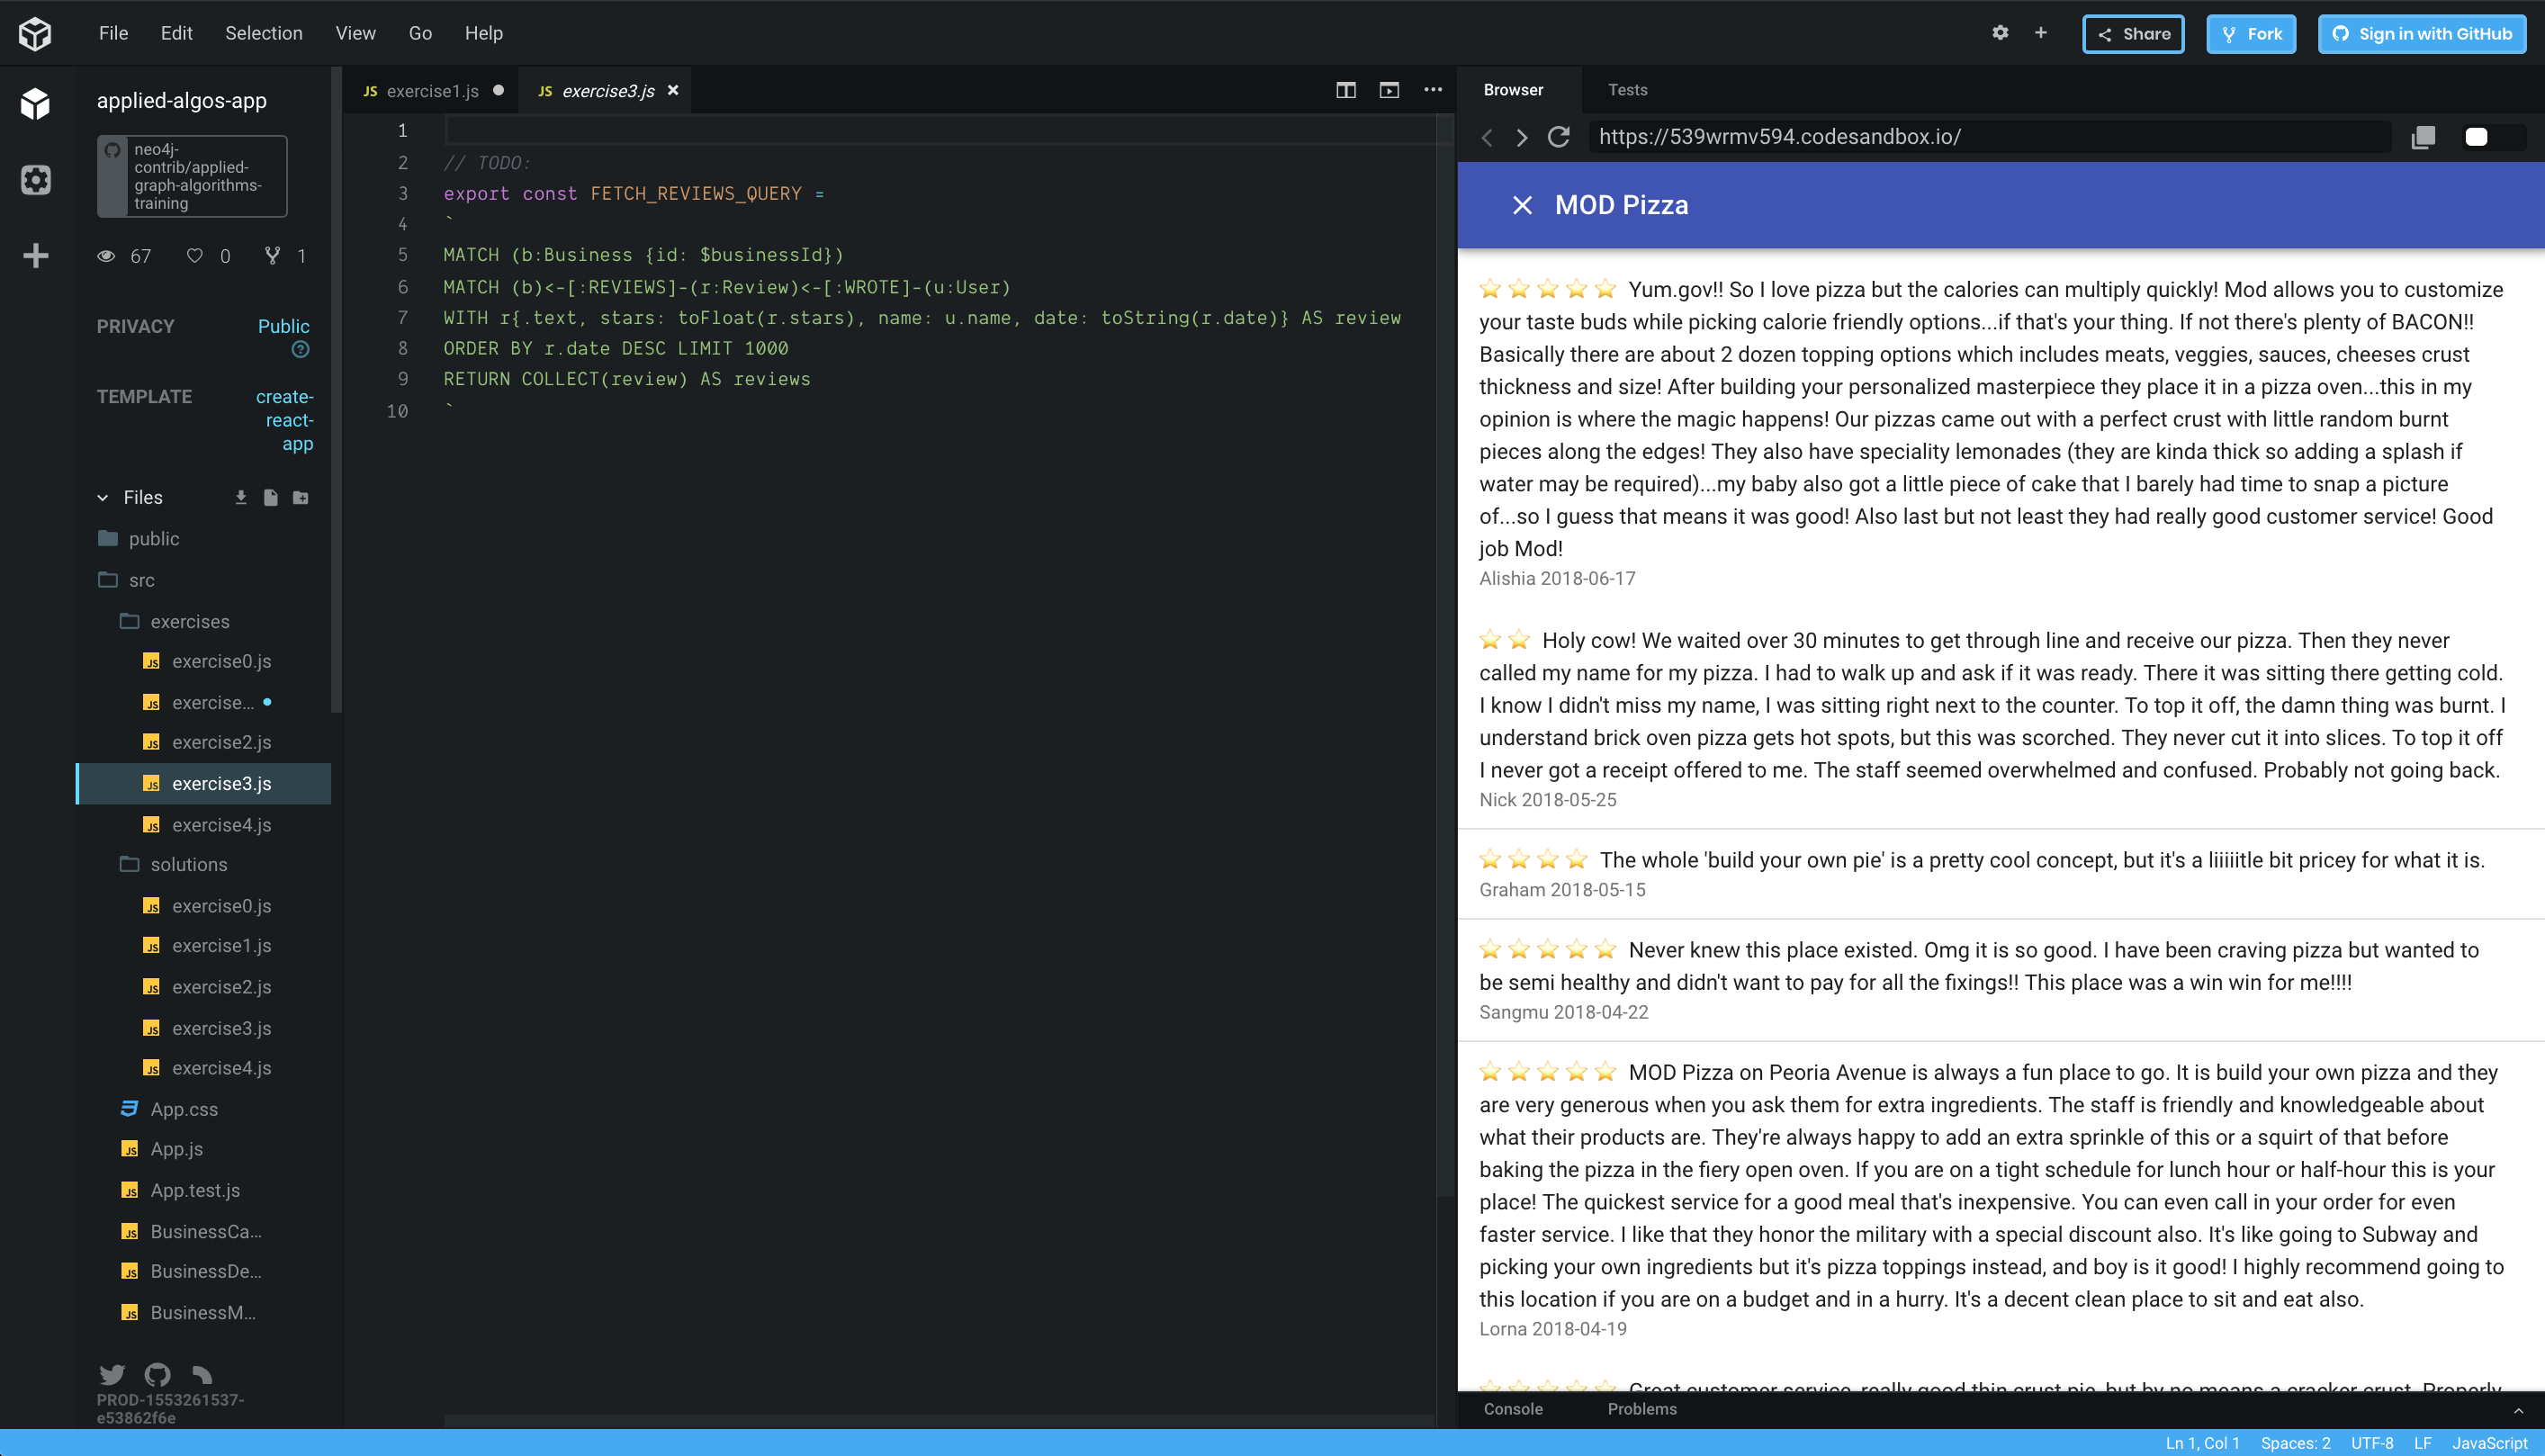 File Edit Selection View Go Help
Share
Fork
Sign in with GitHub
applied-algos-app
neo4j-
contrib/applied-
graph-algorithms-
training
67 0 1
PRIVACY Public
TEMPLATE create-
react-
app
Files
public
src
exercises
exercise0.js
exercise...
exercise2.js
exercise3.js
exercise4.js
solutions
exercise0.js
exercise1.js
exercise2.js
exercise3.js
exercise4.js
App.css
App.js
App.test.js
BusinessCa...
BusinessDe...
BusinessM...
PROD-1553261537-
e53862f6e
JS exercise1.js JS exercise3.js
1
2 // TODO:
3 export const FETCH_REVIEWS_QUERY =
4 `
5 MATCH (b:Business {id: $businessId})
6 MATCH (b)<-[:REVIEWS]-(r:Review)<-[:WROTE]-(u:User)
7 WITH r{.text, stars: toFloat(r.stars), name: u.name, date: toString(r.date)} AS review
8 ORDER BY r.date DESC LIMIT 1000
9 RETURN COLLECT(review) AS reviews
10 `
Browser Tests
https://539wrmv594.codesandbox.io/
MOD Pizza
Yum.gov!! So I love pizza but the calories can multiply quickly! Mod allows you to customize
your taste buds while picking calorie friendly options...if that's your thing. If not there's plenty of BACON!!
Basically there are about 2 dozen topping options which includes meats, veggies, sauces, cheeses crust
thickness and size! After building your personalized masterpiece they place it in a pizza oven...this in my
opinion is where the magic happens! Our pizzas came out with a perfect crust with little random burnt
pieces along the edges! They also have speciality lemonades (they are kinda thick so adding a splash if
water may be required)...my baby also got a little piece of cake that I barely had time to snap a picture
of...so I guess that means it was good! Also last but not least they had really good customer service! Good
job Mod!
Alishia 2018-06-17
Holy cow! We waited over 30 minutes to get through line and receive our pizza. Then they never
called my name for my pizza. I had to walk up and ask if it was ready. There it was sitting there getting cold.
I know I didn't miss my name, I was sitting right next to the counter. To top it off, the damn thing was burnt. I
understand brick oven pizza gets hot spots, but this was scorched. They never cut it into slices. To top it off
I never got a receipt offered to me. The staff seemed overwhelmed and confused. Probably not going back.
Nick 2018-05-25
The whole 'build your own pie' is a pretty cool concept, but it's a liiiiitle bit pricey for what it is.
Graham 2018-05-15
Never knew this place existed. Omg it is so good. I have been craving pizza but wanted to
be semi healthy and didn't want to pay for all the fixings!! This place was a win win for me!!!!
Sangmu 2018-04-22
MOD Pizza on Peoria Avenue is always a fun place to go. It is build your own pizza and they
are very generous when you ask them for extra ingredients. The staff is friendly and knowledgeable about
what their products are. They're always happy to add an extra sprinkle of this or a squirt of that before
baking the pizza in the fiery open oven. If you are on a tight schedule for lunch hour or half-hour this is your
place! The quickest service for a good meal that's inexpensive. You can even call in your order for even
faster service. I like that they honor the military with a special discount also. It's like going to Subway and
picking your own ingredients but it's pizza toppings instead, and boy is it good! I highly recommend going to
this location if you are on a budget and in a hurry. It's a decent clean place to sit and eat also.
Lorna 2018-04-19
Great customer service, really good thin crust pie, but by no means a cracker crust. Properly
Console Problems
Ln 1, Col 1 Spaces: 2 UTF-8 LF JavaScript